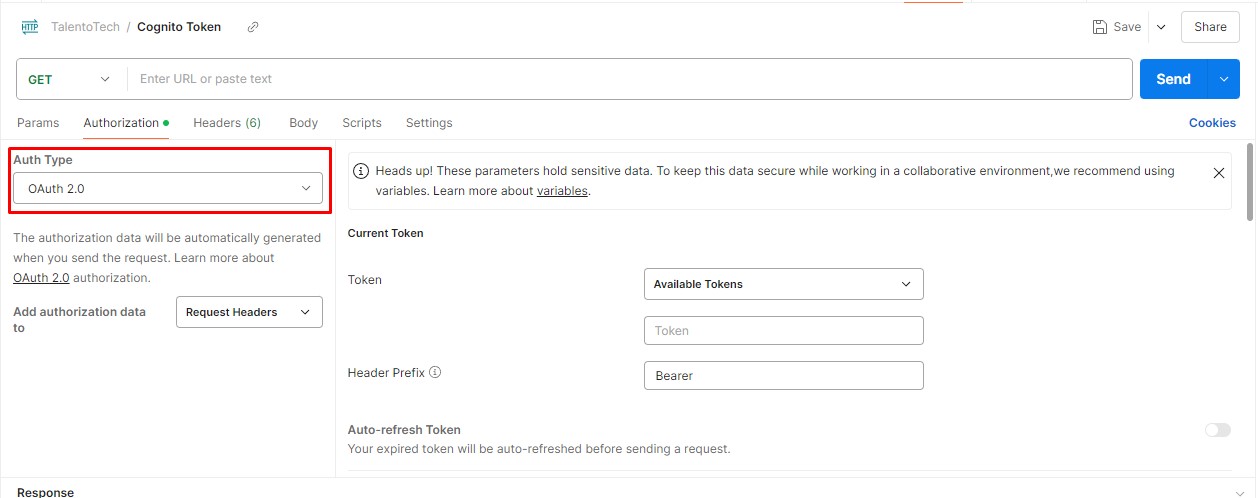 HTTP TalentoTech / Cognito Token Save Share
GET Enter URL or paste text Send
Params Authorization Headers (6) Body Scripts Settings Cookies
Auth Type
OAuth 2.0
The authorization data will be automatically generated
when you send the request. Learn more about
OAuth 2.0 authorization.
Add authorization data
to
Request Headers
Heads up! These parameters hold sensitive data. To keep this data secure while working in a collaborative environment,we recommend using
variables. Learn more about variables.
Current Token
Token Available Tokens
Token
Header Prefix Bearer
Auto-refresh Token
Your expired token will be auto-refreshed before sending a request.
Response